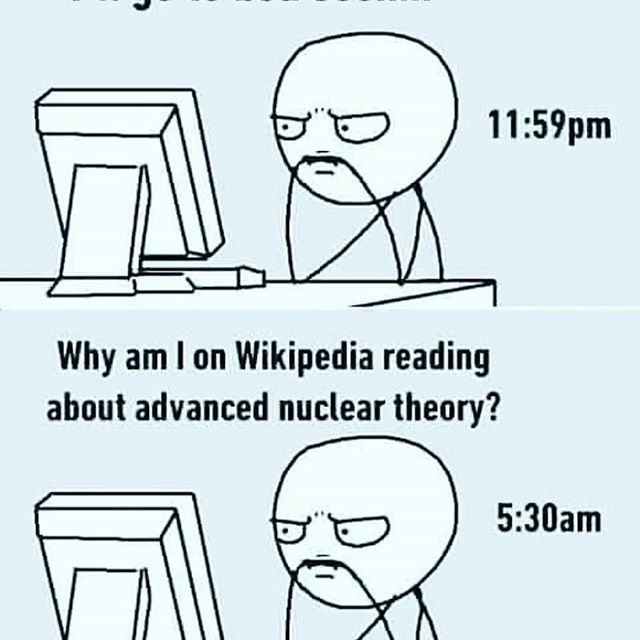 11:59pm
Why am I on Wikipedia reading
about advanced nuclear theory?
5:30am